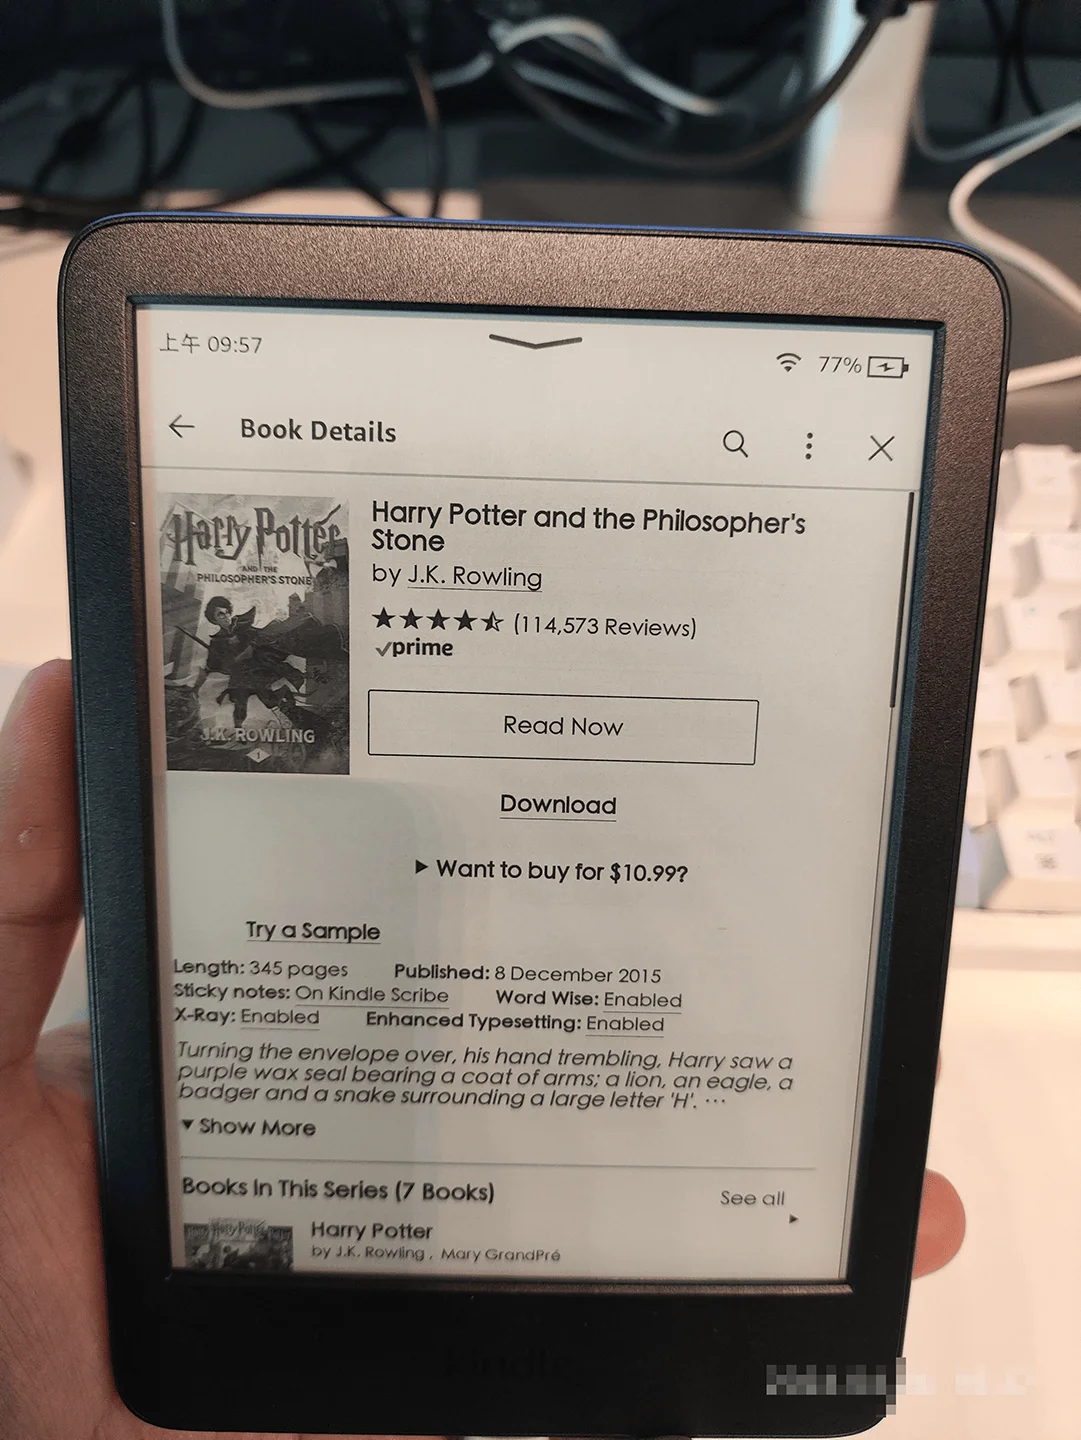 上午 09:57
77%
Book Details
Harry Potter
AND THE
PHILOSOPHER'S STONE
J.K. ROWLING
1
Harry Potter and the Philosopher's
Stone
by J.K. Rowling
(114,573 Reviews)
prime
Read Now
Download
Want to buy for $10.99?
Try a Sample
Length: 345 pages Published: 8 December 2015
Sticky notes: On Kindle Scribe Word Wise: Enabled
X-Ray: Enabled Enhanced Typesetting: Enabled
Turning the envelope over, his hand trembling, Harry saw a
purple wax seal bearing a coat of arms; a lion, an eagle, a
badger and a snake surrounding a large letter 'H'. ···
Show More
Books In This Series (7 Books)
See all
Harry Potter
by J.K. Rowling , Mary GrandPré
kindle